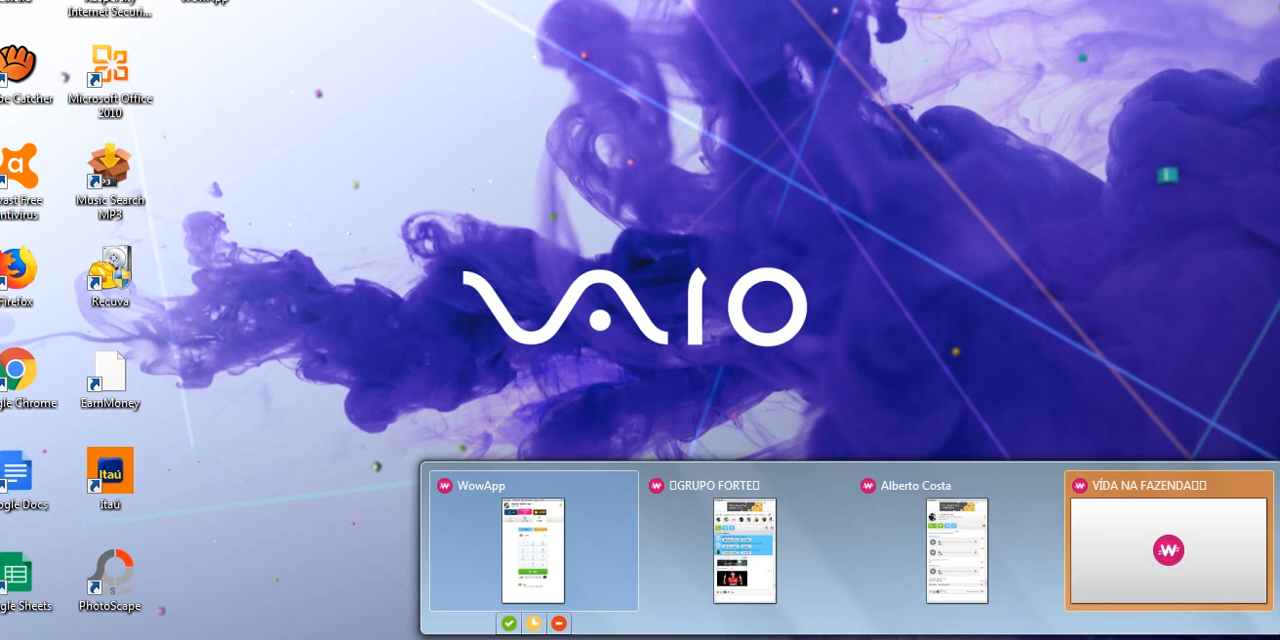 Internet Securi...
be Catcher
Microsoft Office
2010
vast Free
ntivirus
Music Search
MP3
Firefox
Recuva
gle Chrome
EarnMoney
VAIO
ogle Docs
Itaú
Itaú
gle Sheets
PhotoScape
WowApp
GRUPO FORTE
Alberto Costa
VÍDA NA FAZENDA